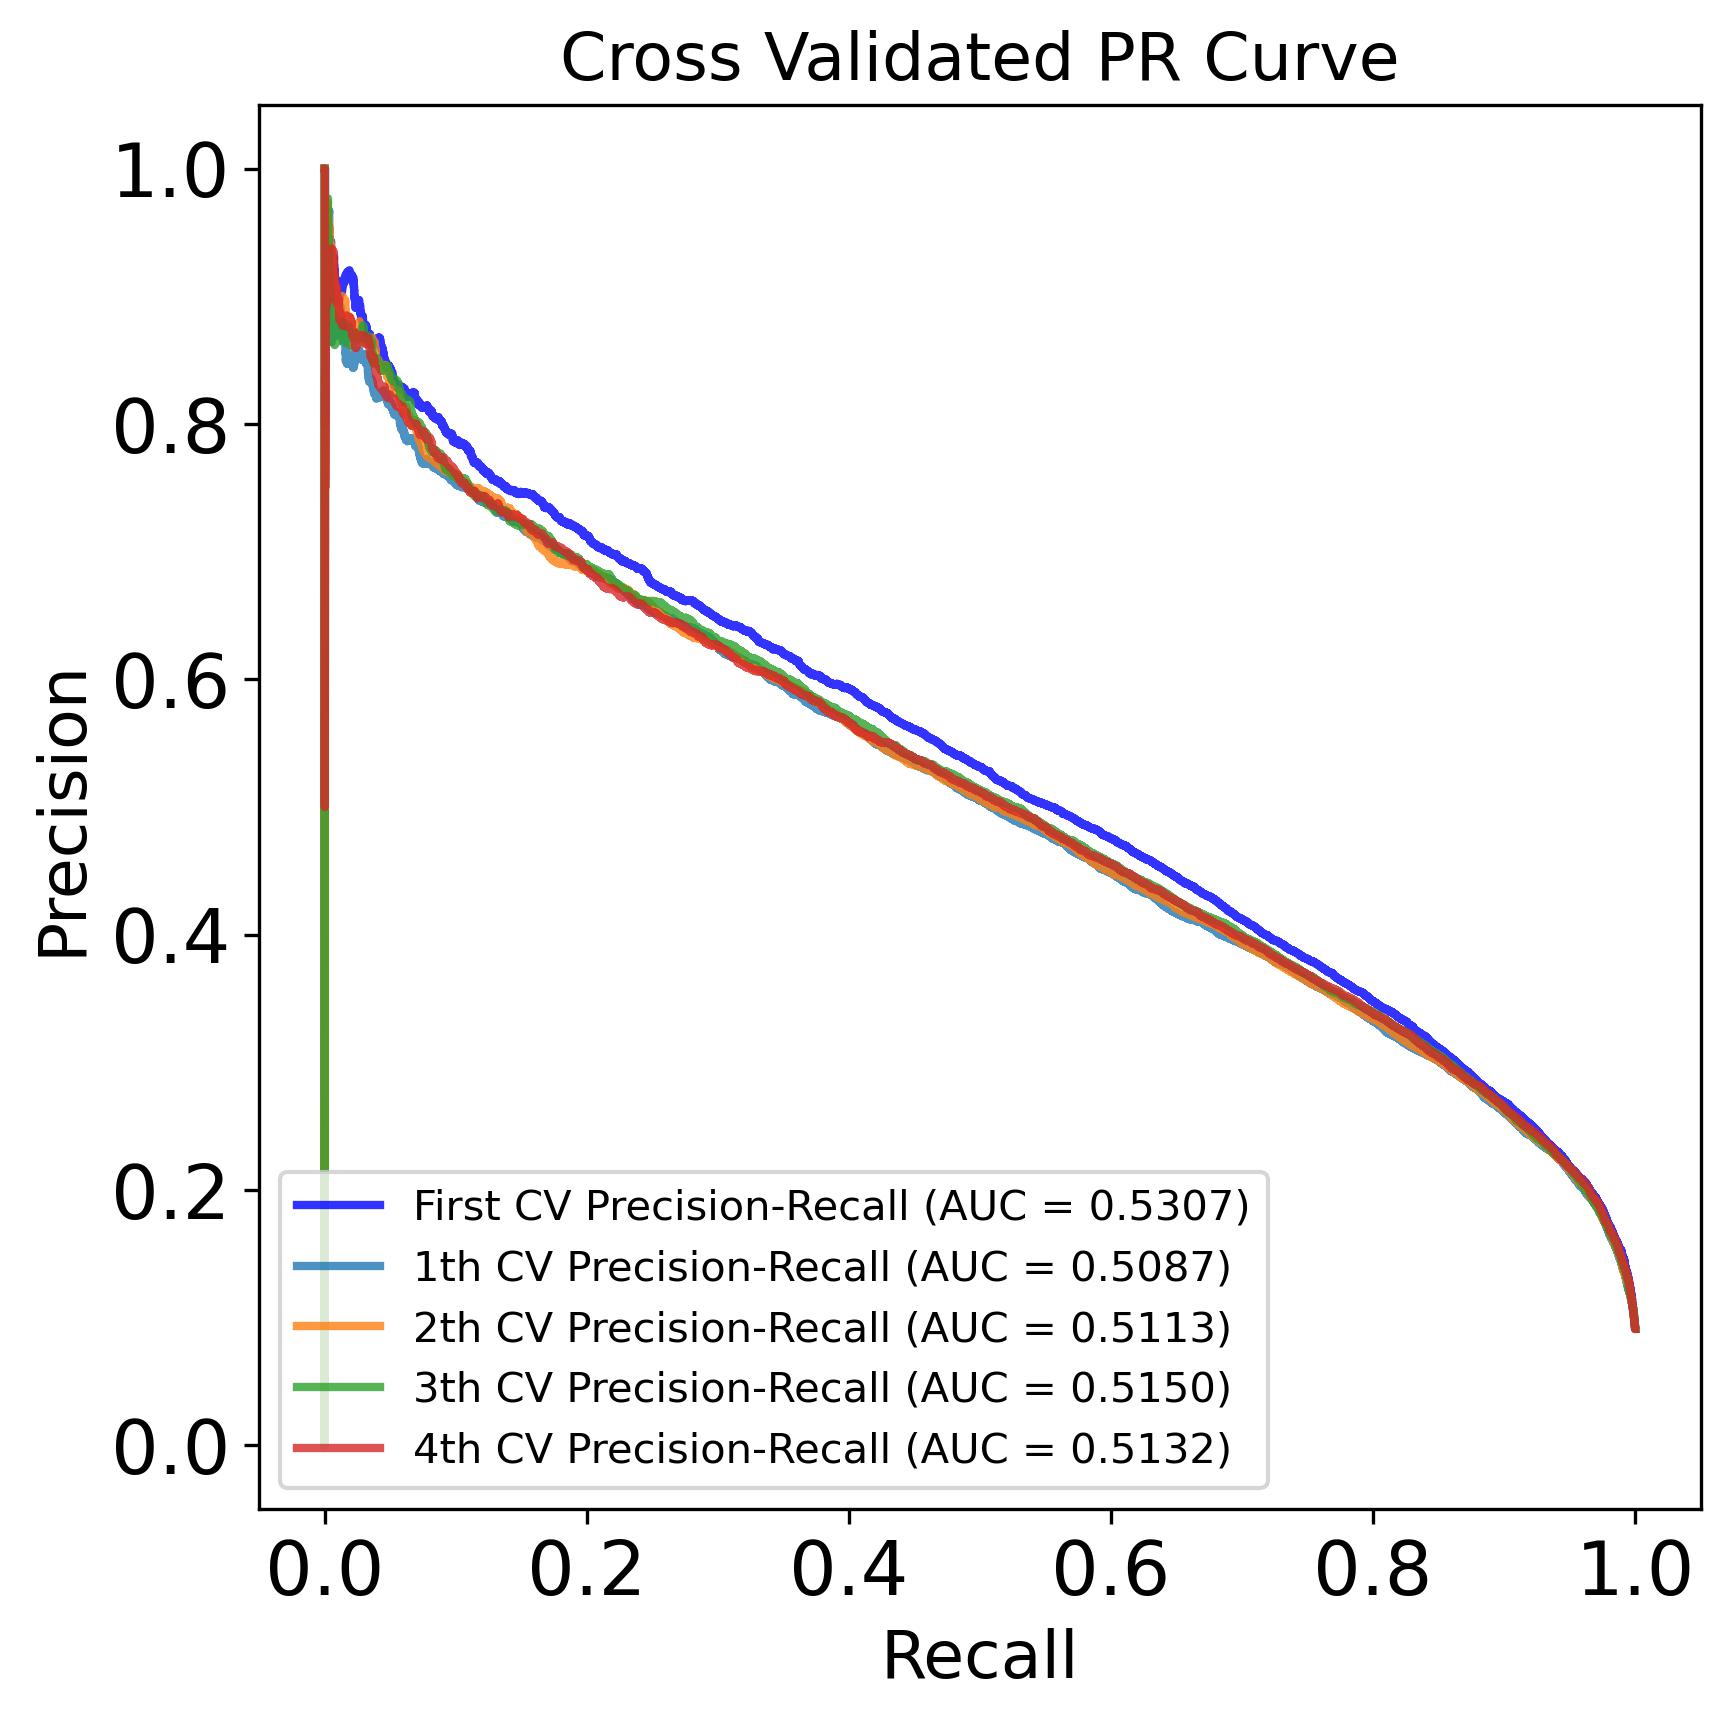 Cross Validated PR Curve
1.0
0.8
0.6
0.4
0.2
0.0
Precision
First CV Precision-Recall (AUC = 0.5307)
1th CV Precision-Recall (AUC = 0.5087)
2th CV Precision-Recall (AUC = 0.5113)
3th CV Precision-Recall (AUC = 0.5150)
4th CV Precision-Recall (AUC = 0.5132)
0.0 0.2 0.4 0.6 0.8 1.0
Recall